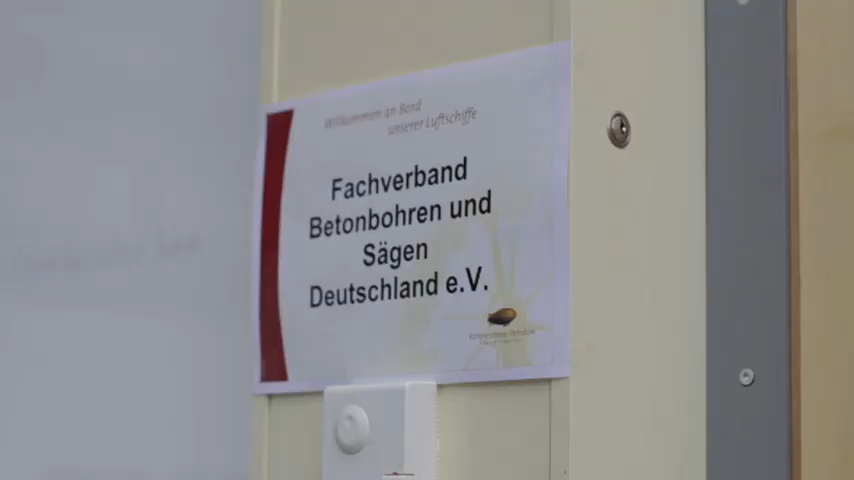 Willkommen an Bord
unserer Luftschiffe
Fachverband
Betonbohren und
Sägen
Deutschland e.V.